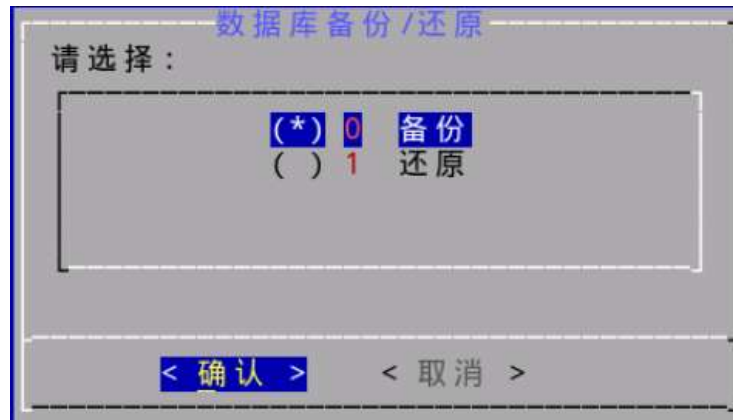 数据库备份/还原
请选择：
(*) 0 备份
( ) 1 还原
< 确认 > < 取消 >